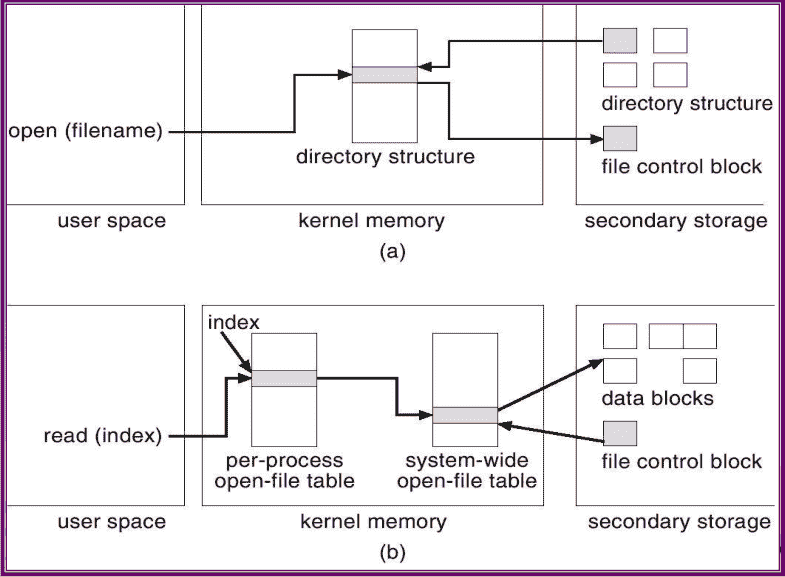 open (filename)
directory structure
directory structure
file control block
user space
kernel memory
secondary storage
(a)
index
read (index)
per-process
open-file table
system-wide
open-file table
data blocks
file control block
user space
kernel memory
secondary storage
(b)